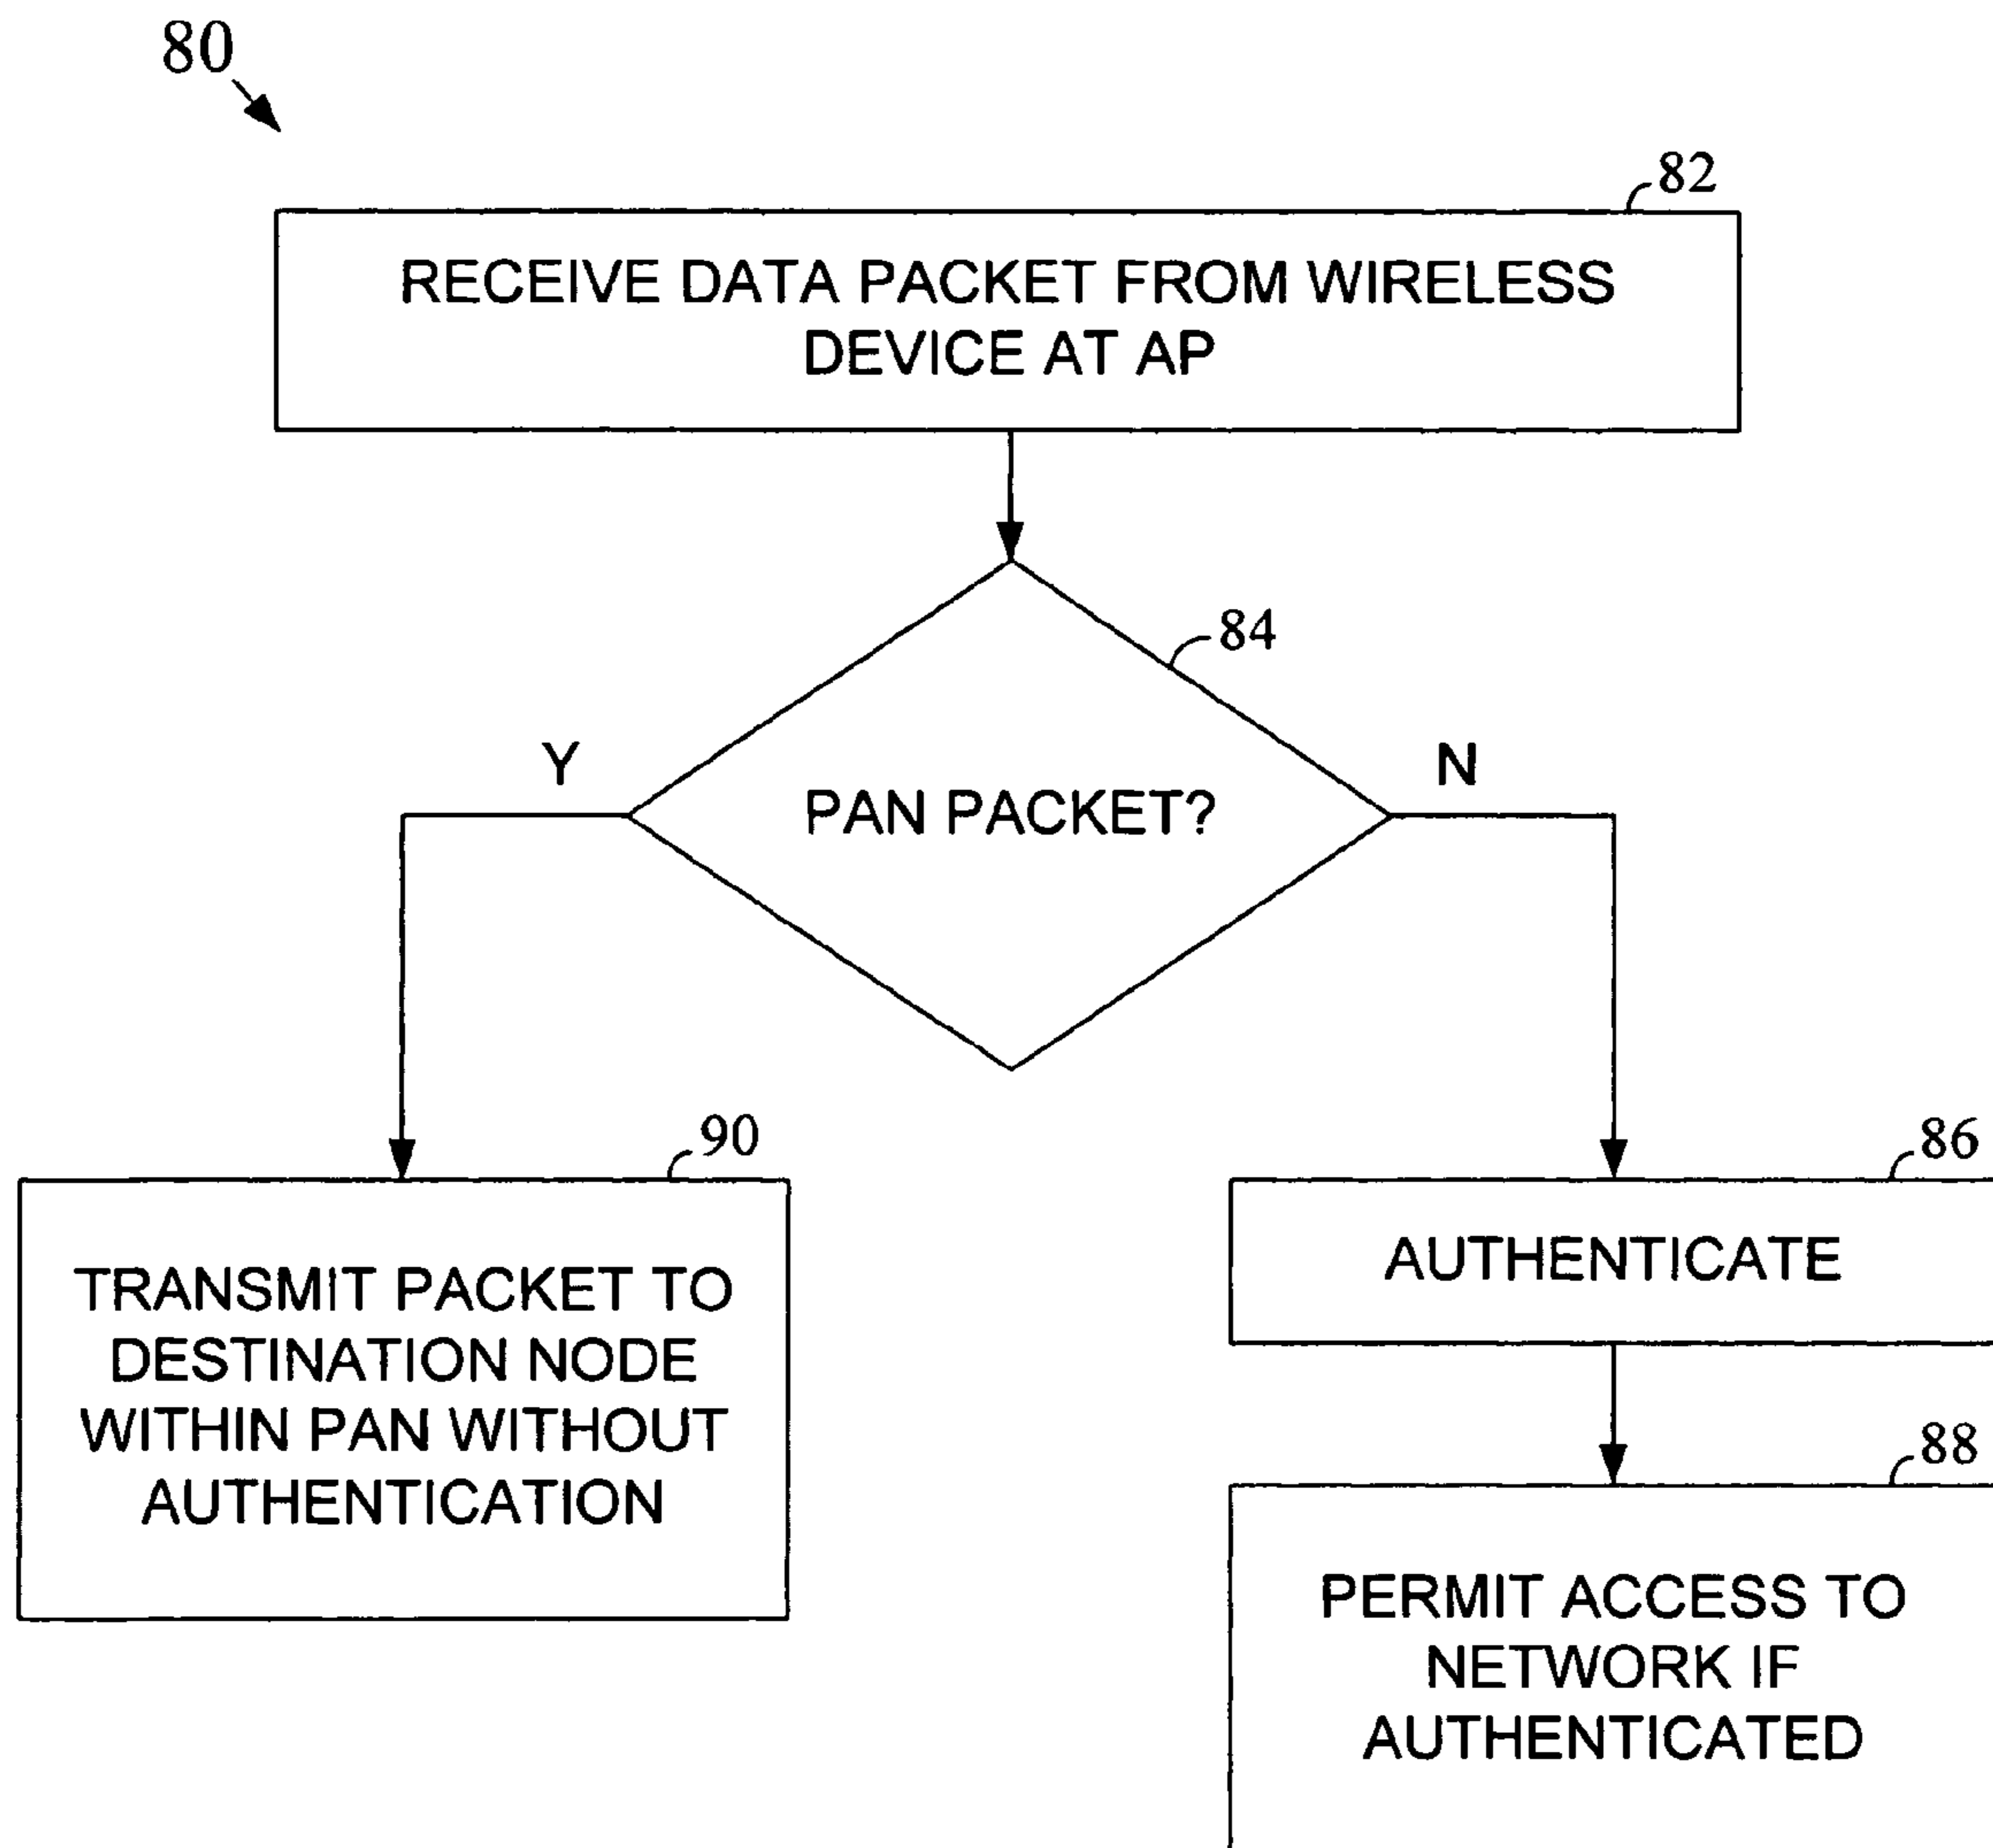 80
82
RECEIVE DATA PACKET FROM WIRELESS
DEVICE AT AP
84
Y
N
PAN PACKET?
90
86
TRANSMIT PACKET TO
DESTINATION NODE
WITHIN PAN WITHOUT
AUTHENTICATION
AUTHENTICATE
88
PERMIT ACCESS TO
NETWORK IF
AUTHENTICATED